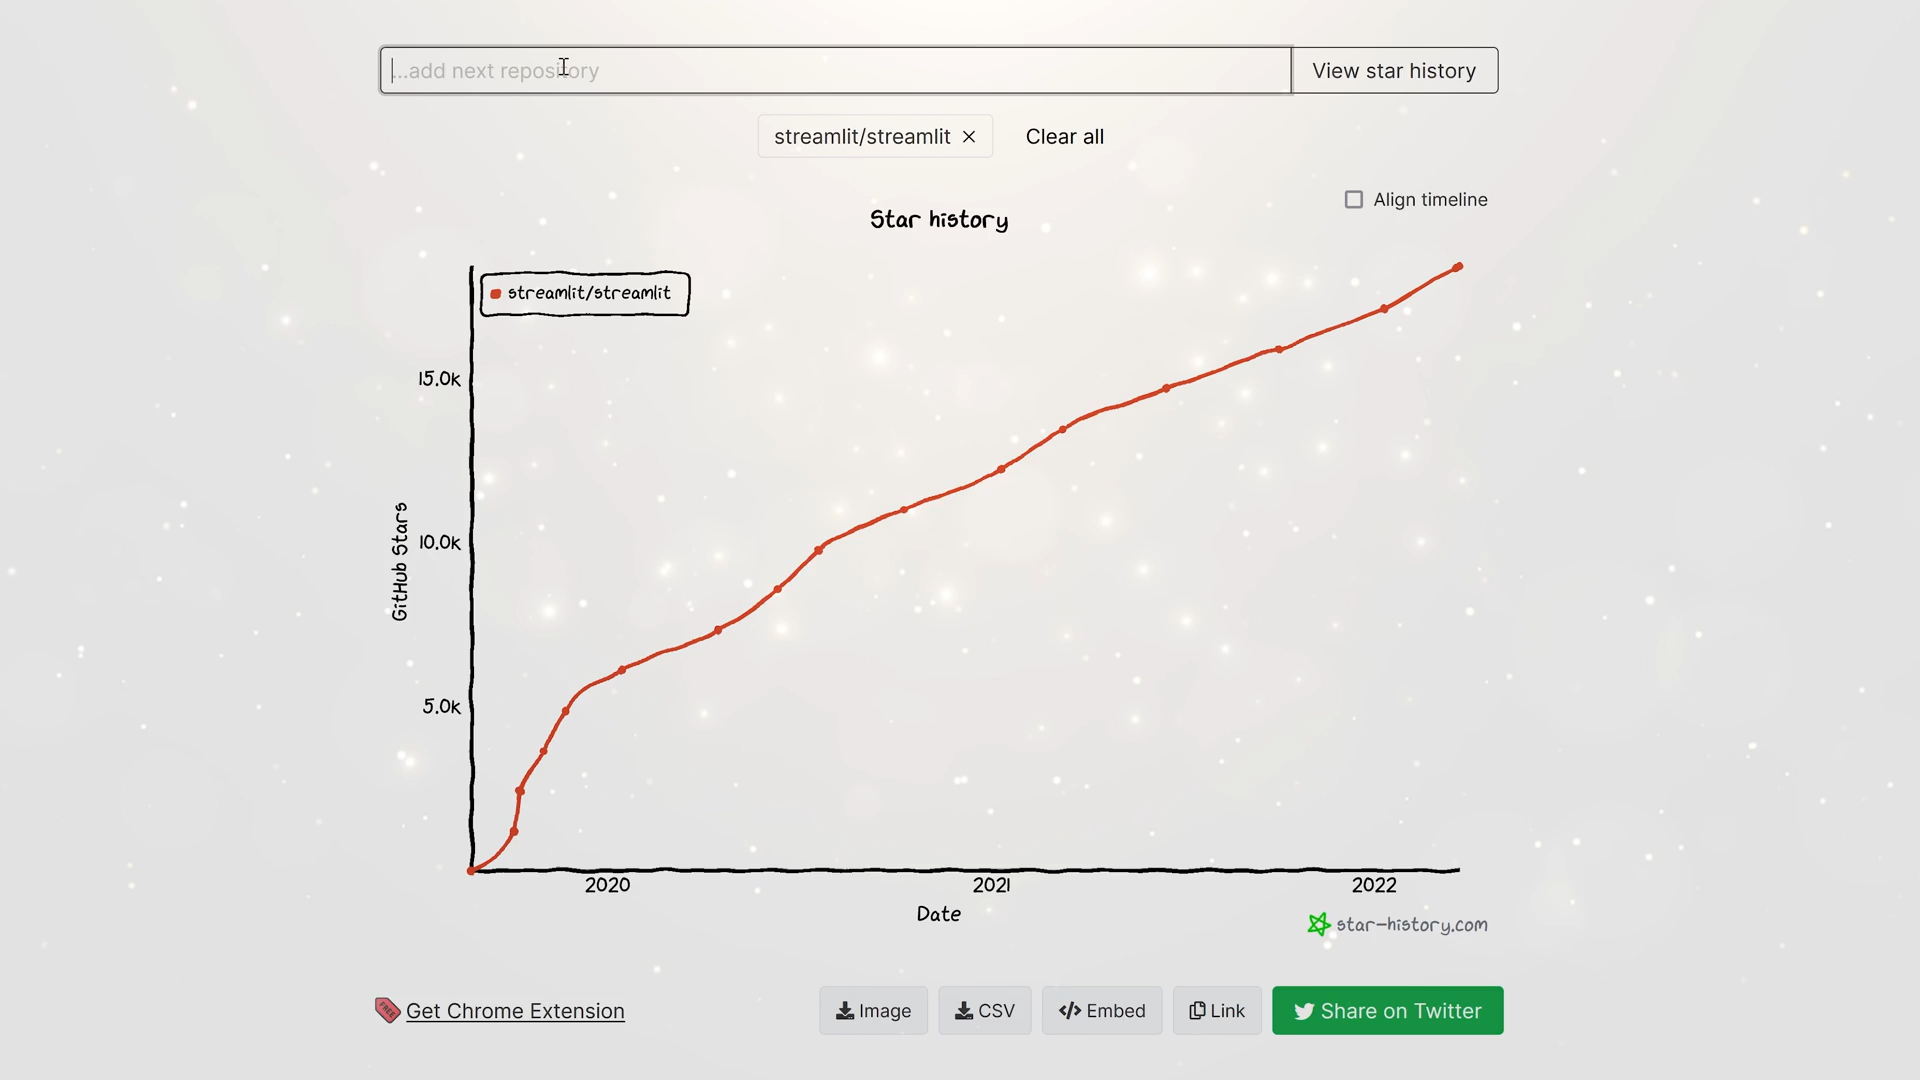 ...add next repository
View star history
streamlit/streamlit
Clear all
Align timeline
Star history
streamlit/streamlit
15.0k
10.0k
5.0k
GitHub Stars
2020
2021
2022
Date
star-history.com
FREE
Get Chrome Extension
Image
CSV
Embed
Link
Share on Twitter